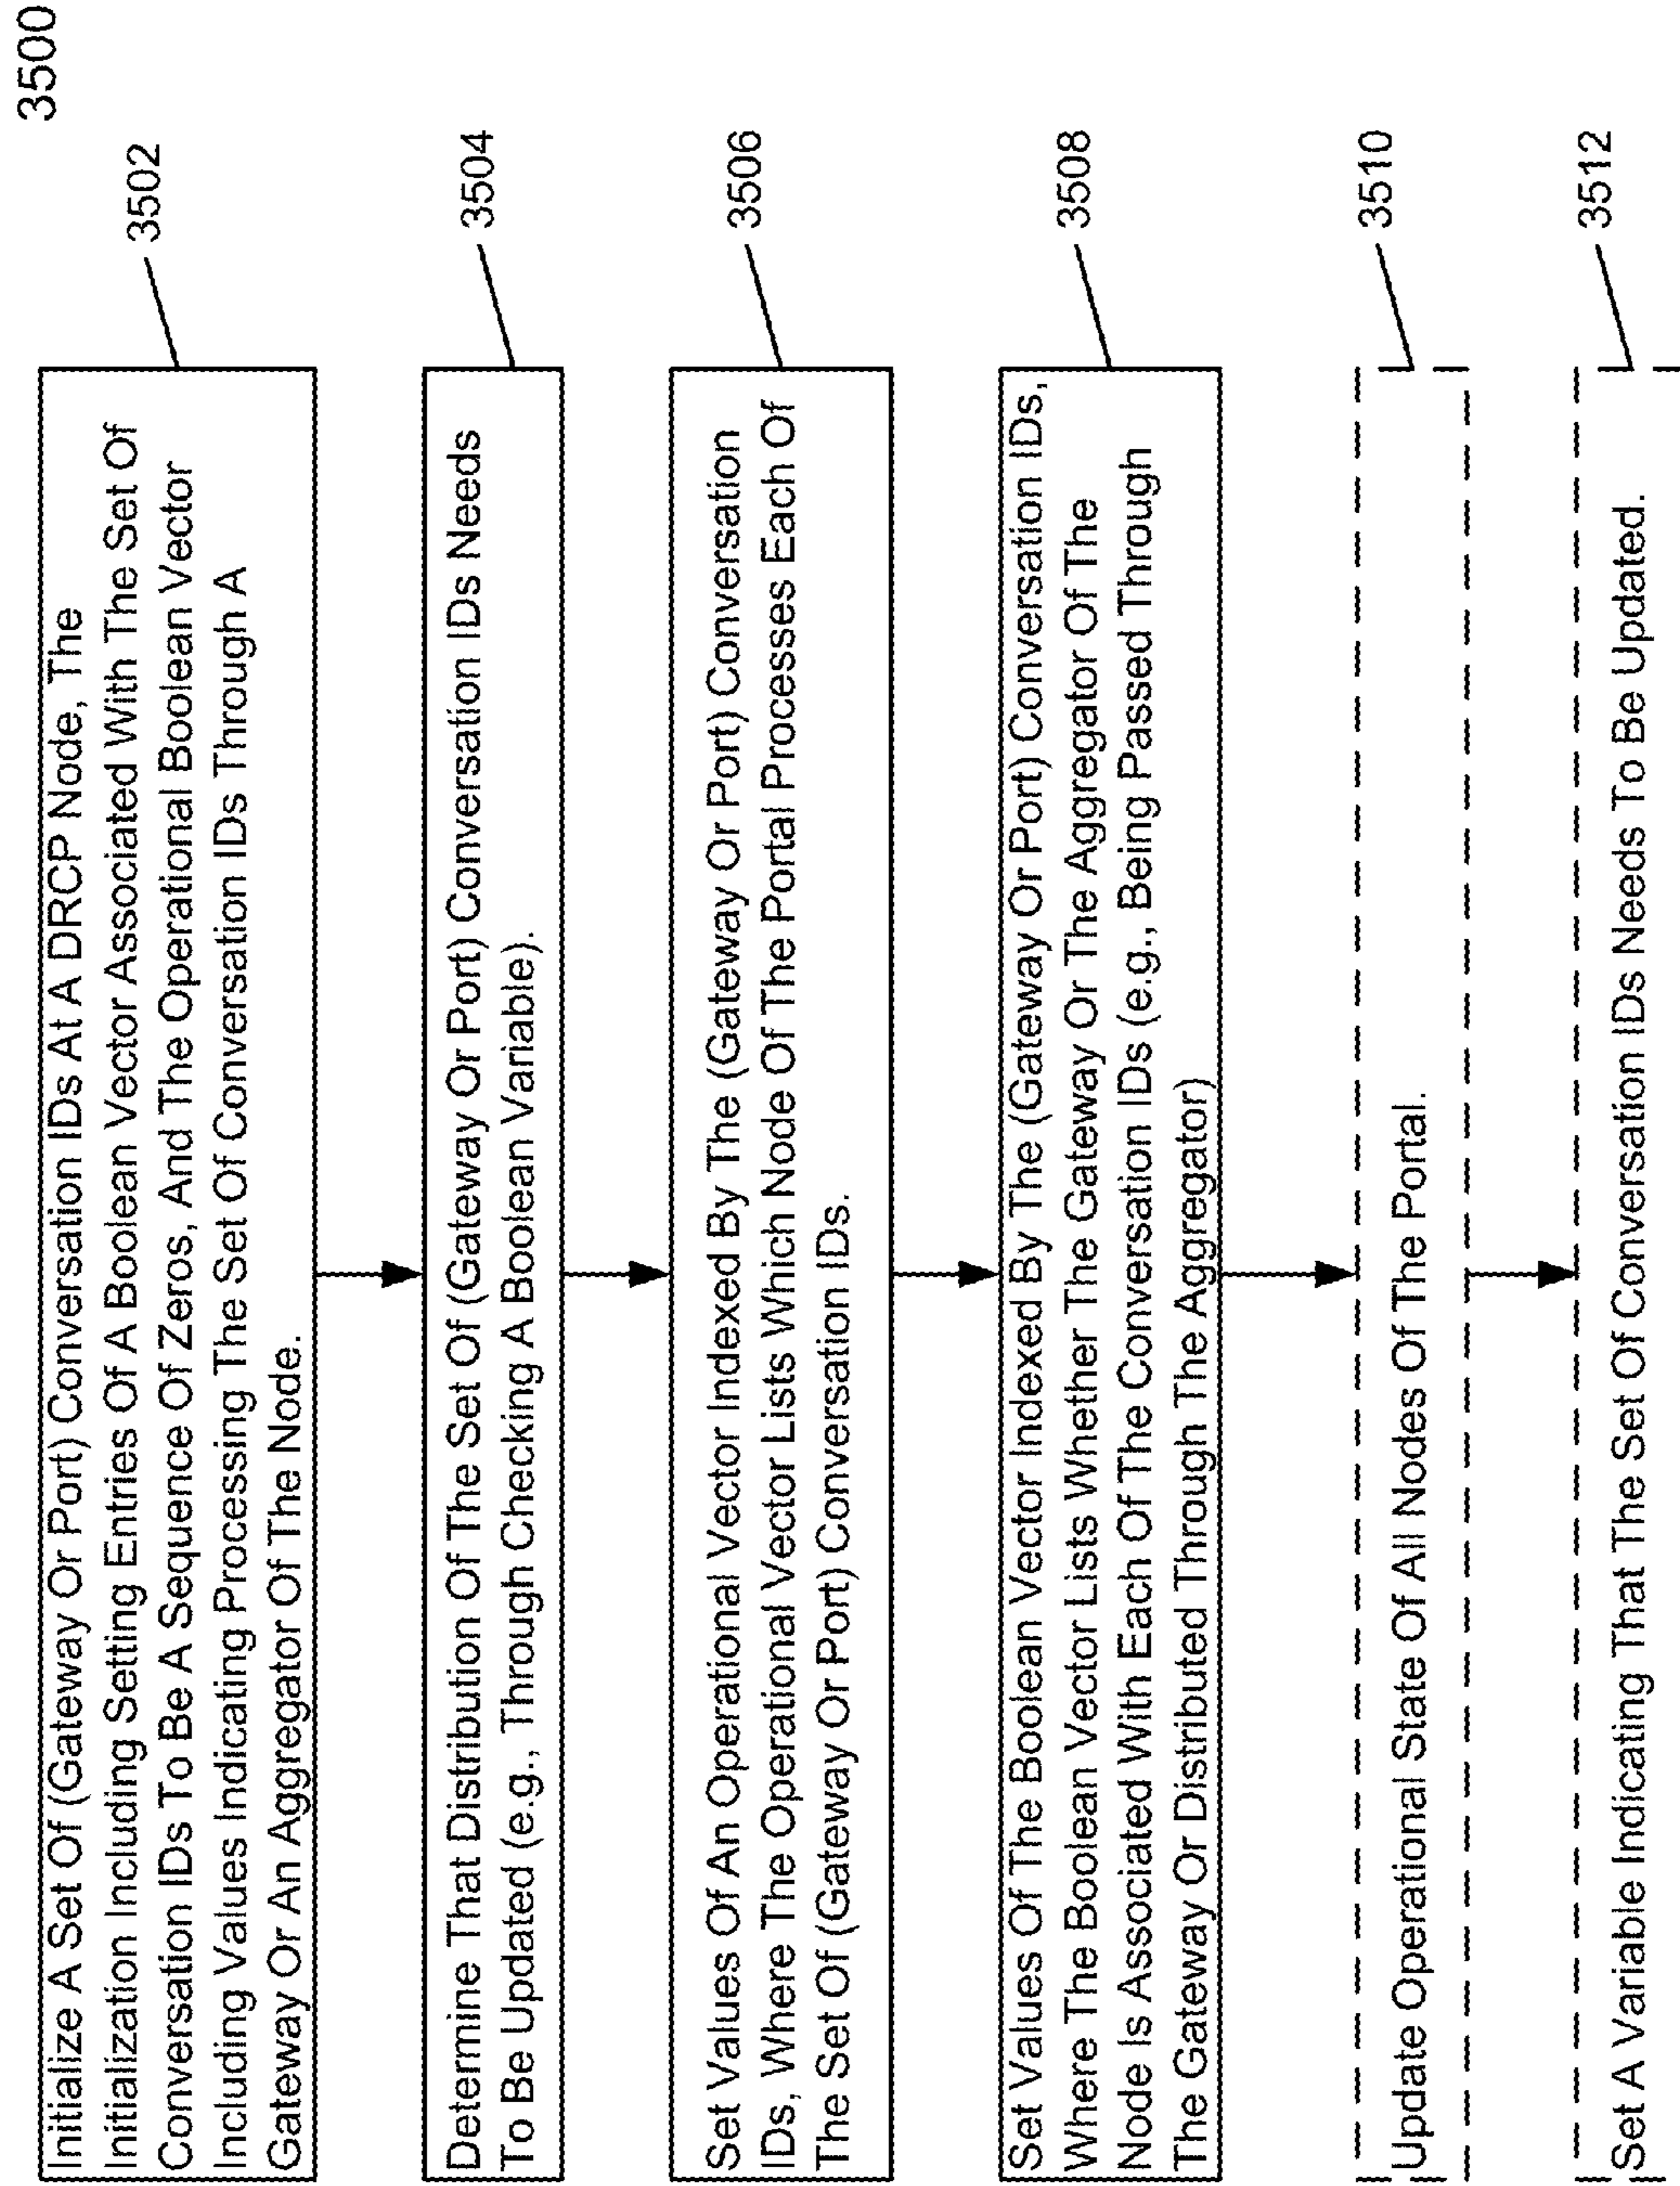 3500
Initialize A Set Of (Gateway Or Port) Conversation IDs At A DRCP Node, The
Initialization Including Setting Entries Of A Boolean Vector Associated With The Set Of
Conversation IDs To Be A Sequence Of Zeros, And The Operational Boolean Vector
Including Values Indicating Processing The Set Of Conversation IDs Through A
Gateway Or An Aggregator Of The Node.
3502
Determine That Distribution Of The Set Of (Gateway Or Port) Conversation IDs Needs
To Be Updated (e.g., Through Checking A Boolean Variable).
3504
Set Values Of An Operational Vector Indexed By The (Gateway Or Port) Conversation
IDs, Where The Operational Vector Lists Which Node Of The Portal Processes Each Of
The Set Of (Gateway Or Port) Conversation IDs.
3506
Set Values Of The Boolean Vector Indexed By The (Gateway Or Port) Conversation IDs,
Where The Boolean Vector Lists Whether The Gateway Or The Aggregator Of The
Node Is Associated With Each Of The Conversation IDs (e.g., Being Passed Through
The Gateway Or Distributed Through The Aggregator)
3508
Update Operational State Of All Nodes Of The Portal.
3510
Set A Variable Indicating That The Set Of Conversation IDs Needs To Be Updated.
3512